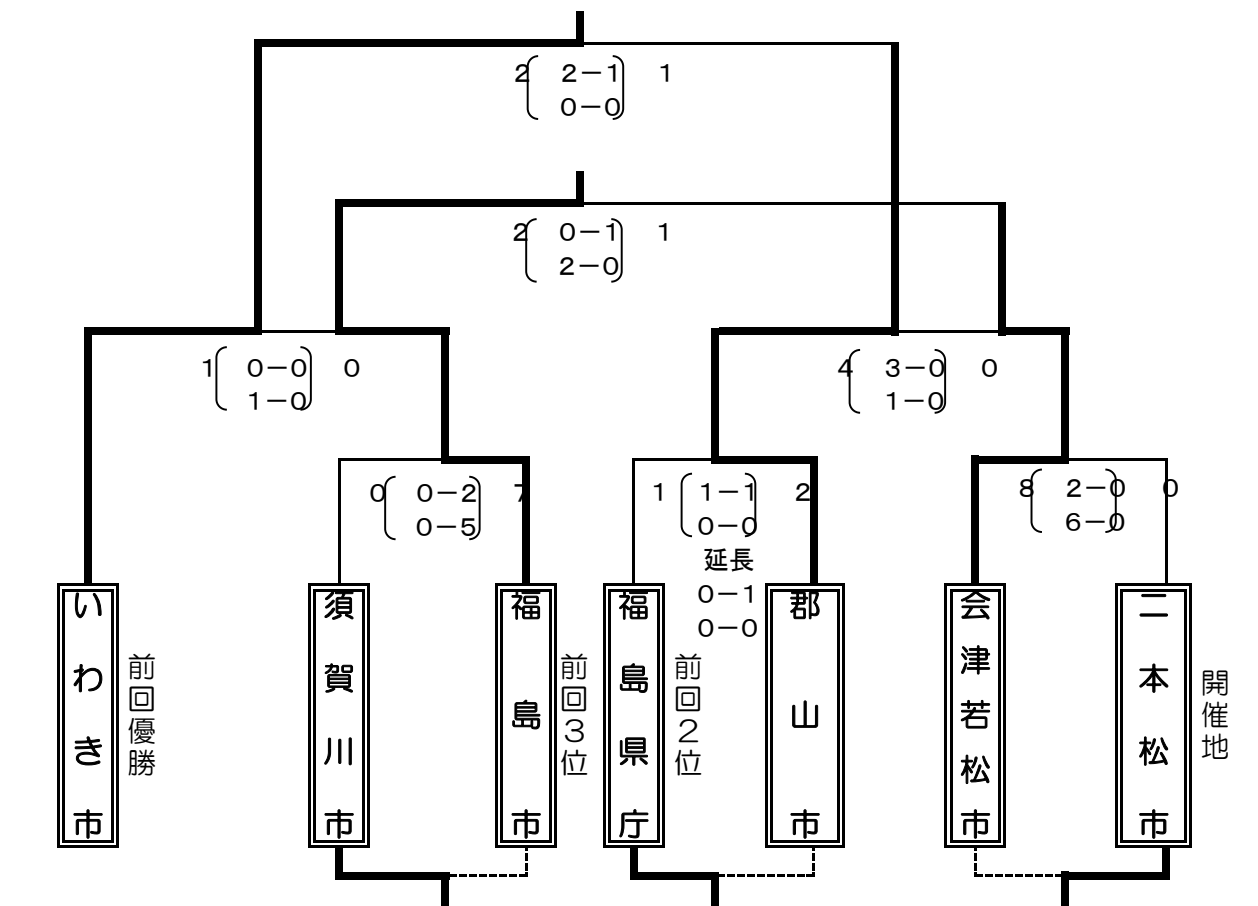 2 2－1 1
0－0
2 0－1 1
2－0
1 0－0 0
1－0
4 3－0 0
1－0
0 0－2 7
0－5
1 1－1 2
0－0
延長
0－1
0－0
8 2－0 0
6－0
いわき市
前回優勝
須賀川市
福島市
前回３位
福島県庁
前回２位
郡山市
会津若松市
二本松市
開催地